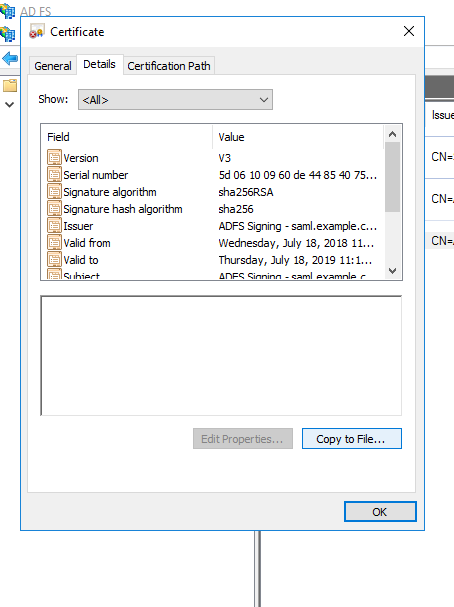 AD FS
Certificate
General Details Certification Path
Show: <All>
Field Value
Version V3
Serial number 5d 06 10 09 60 de 44 85 40 75...
Signature algorithm sha256RSA
Signature hash algorithm sha256
Issuer ADFS Signing - saml.example.c...
Valid from Wednesday, July 18, 2018 11:...
Valid to Thursday, July 18, 2019 11:1...
Subject ADFS Signing - saml.example.c...
Edit Properties... Copy to File...
OK
Issue
CN=
CN=
CN=